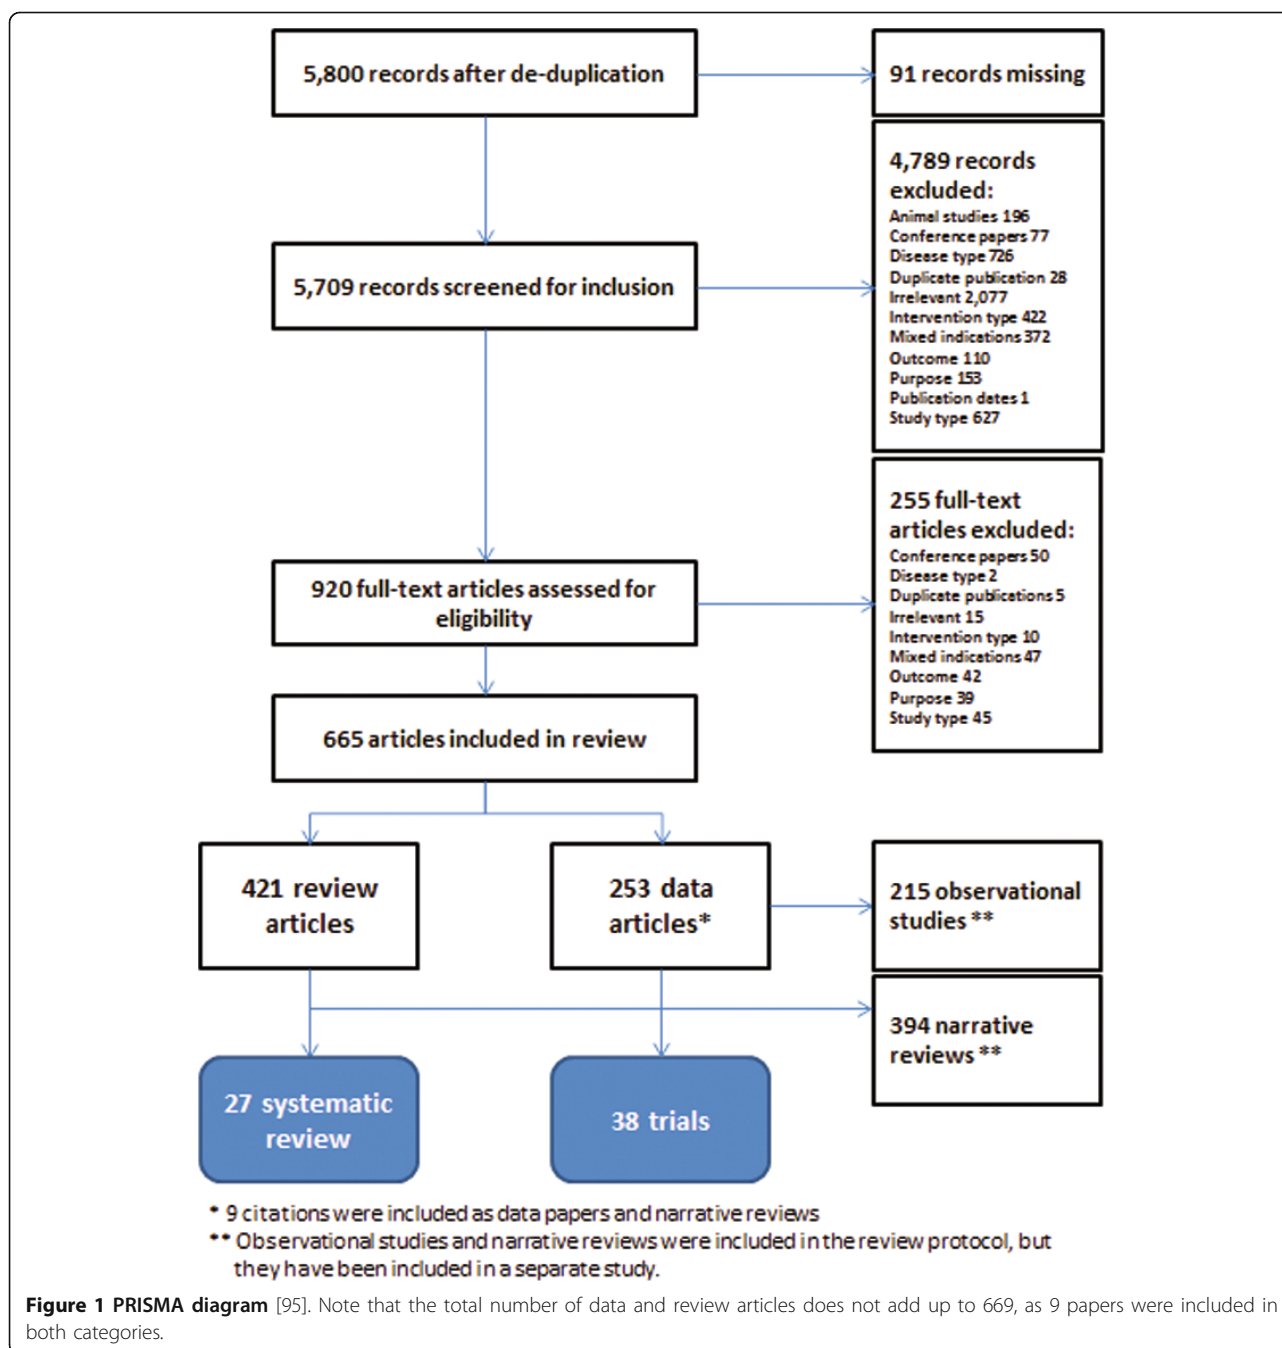 5,800 records after de-duplication
91 records missing
4,789 records
excluded:
Animal studies 196
Conference papers 77
Disease type 726
Duplicate publication 28
Irrelevant 2,077
Intervention type 422
Mixed indications 372
Outcome 110
Purpose 153
Publication dates 1
Study type 627
5,709 records screened for inclusion
255 full-text
articles excluded:
Conference papers 50
Disease type 2
Duplicate publications 5
Irrelevant 15
Intervention type 10
Mixed indications 47
Outcome 42
Purpose 39
Study type 45
920 full-text articles assessed for
eligibility
665 articles included in review
421 review
articles
253 data
articles*
215 observational
studies **
394 narrative
reviews **
27 systematic
review
38 trials
* 9 citations were included as data papers and narrative reviews
** Observational studies and narrative reviews were included in the review protocol, but
they have been included in a separate study.
Figure 1 PRISMA diagram [95]. Note that the total number of data and review articles does not add up to 669, as 9 papers were included in
both categories.